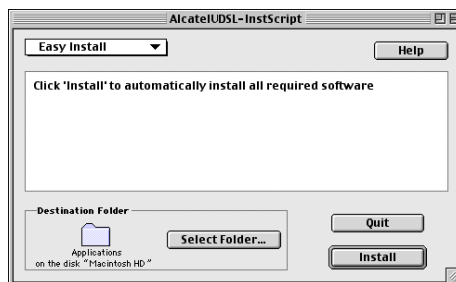 AlcatelUDSL-InstScript
Easy Install
Help
Click 'Install' to automatically install all required software
Destination Folder
Applications
on the disk "Macintosh HD"
Select Folder...
Quit
Install